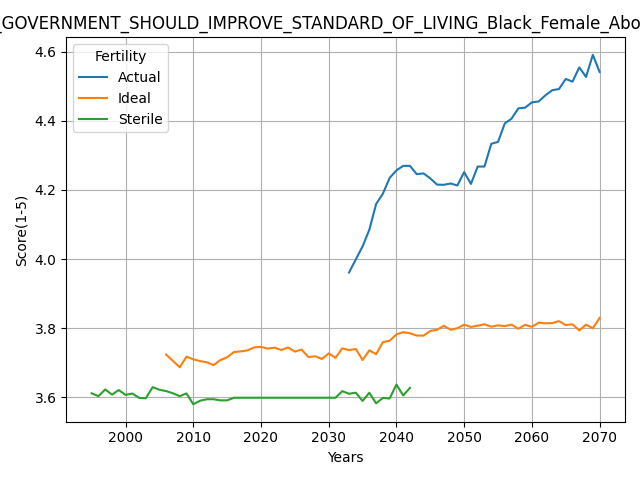 _GOVERNMENT_SHOULD_IMPROVE_STANDARD_OF_LIVING_Black_Female_Abo
Fertility
Actual
Ideal
Sterile
Score(1-5)
4.6
4.4
4.2
4.0
3.8
3.6
2000 2010 2020 2030 2040 2050 2060 2070
Years